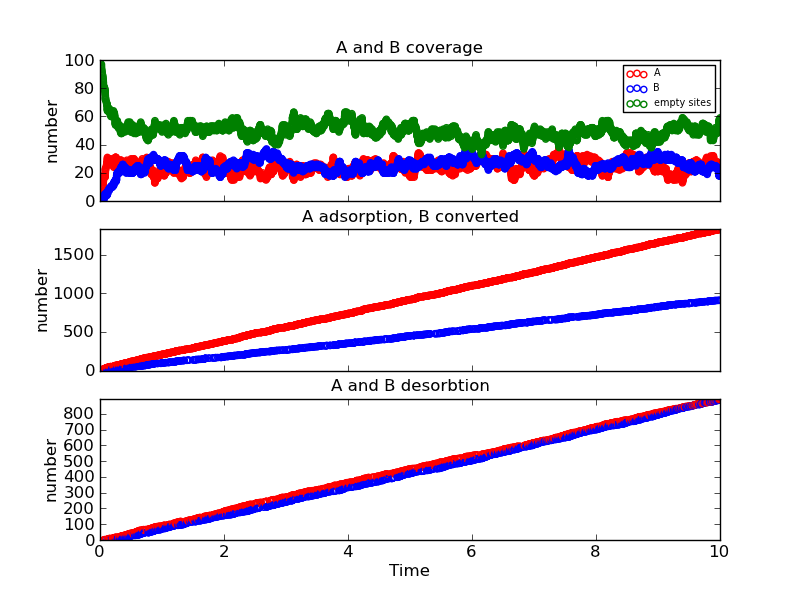 A and B coverage
100
80
60
40
20
0
number
A
B
empty sites
A adsorption, B converted
1500
1000
500
0
number
A and B desorbtion
800
700
600
500
400
300
200
100
0
number
0 2 4 6 8 10
Time